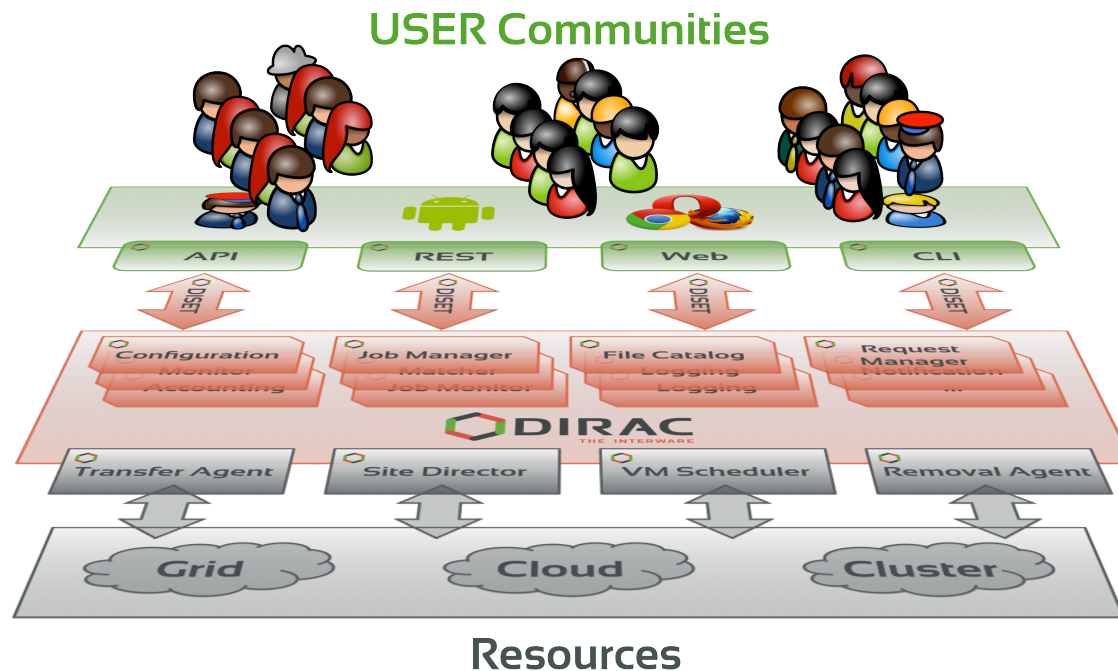 USER Communities
API
REST
Web
CLI
DISET
DISET
DISET
DISET
Configuration
Monitor
Accounting
Job Manager
Matcher
Job Monitor
File Catalog
Logging
Logging
Request
Manager
Notification
...
DIRAC
THE INTERWARE
Transfer Agent
Site Director
VM Scheduler
Removal Agent
Grid
Cloud
Cluster
Resources